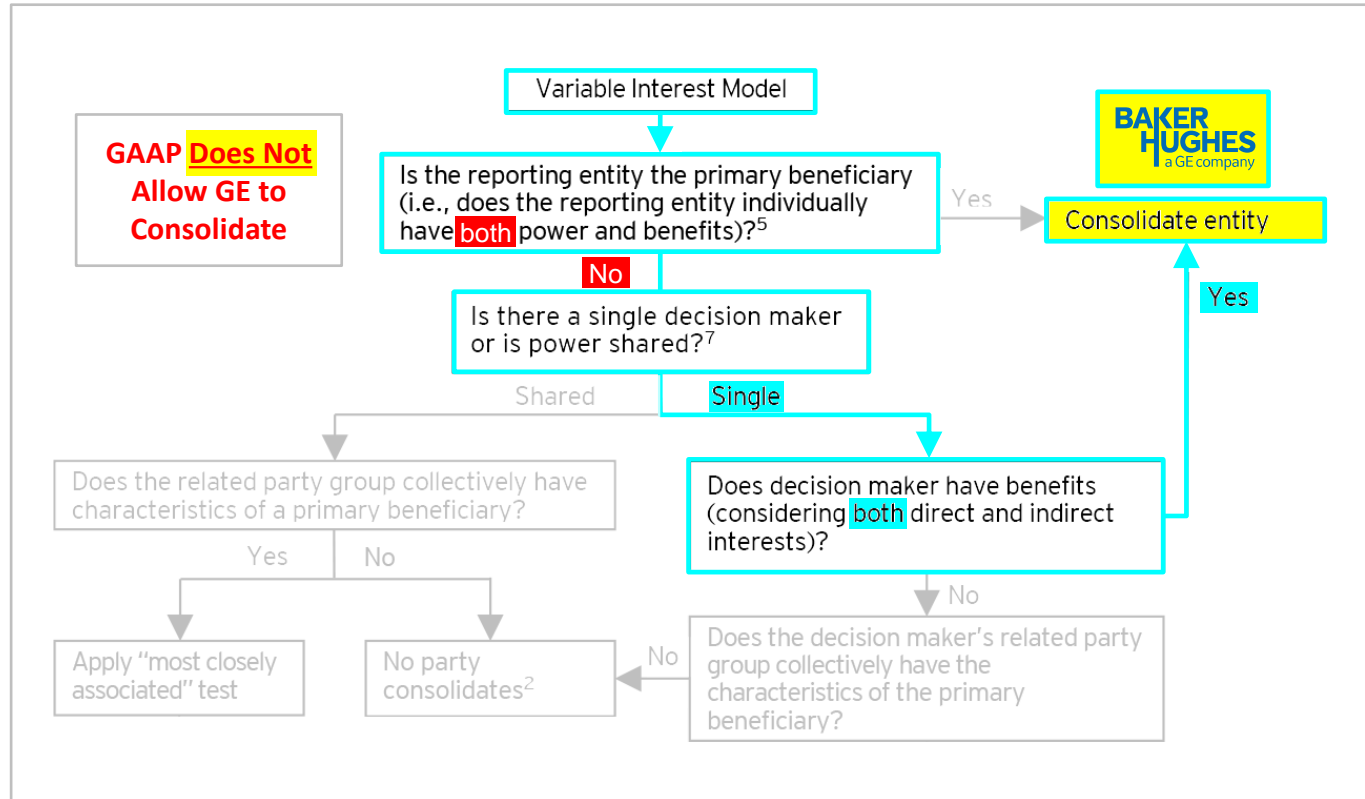 Variable Interest Model
GAAP Does Not
Allow GE to
Consolidate
BAKER
HUGHES
a GE company
Is the reporting entity the primary beneficiary
(i.e., does the reporting entity individually
have both power and benefits)?5
Yes
Consolidate entity
No
Yes
Is there a single decision maker
or is power shared?7
Shared
Single
Does the related party group collectively have
characteristics of a primary beneficiary?
Does decision maker have benefits
(considering both direct and indirect
interests)?
Yes
No
No
Apply “most closely
associated” test
No party
consolidates2
No
Does the decision maker’s related party
group collectively have the
characteristics of the primary
beneficiary?